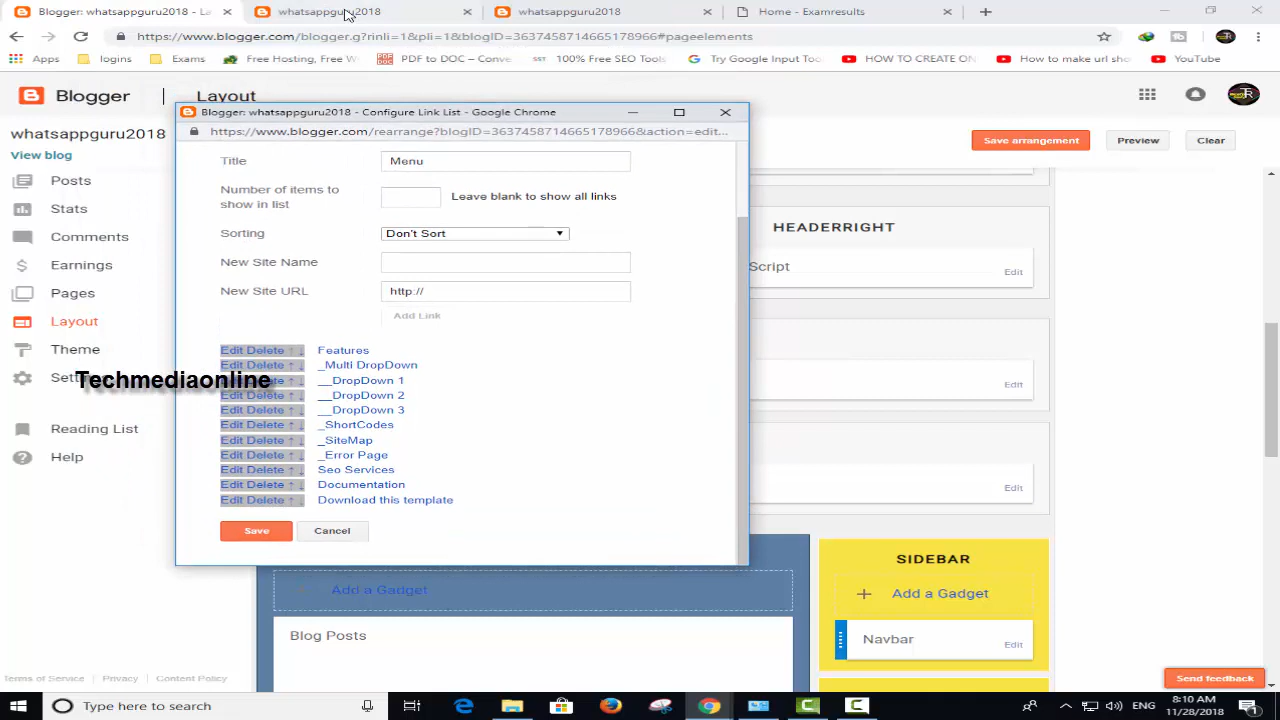 Blogger: whatsappguru2018 - La
whatsappguru2018
whatsappguru2018
Home - Examresults
https://www.blogger.com/blogger.g?rinli=1&pli=1&blogID=3637458714665178966#pageelements
Apps
logins
Exams
Free Hosting, Free W
PDF to DOC – Conve
100% Free SEO Tools
Try Google Input Too
HOW TO CREATE ON
How to make url sho
YouTube
Blogger | Layout
whatsappguru2018
View blog
Save arrangement
Preview
Clear
Posts
Stats
Comments
Earnings
Pages
Layout
Theme
Reading List
Help
Techmediaonline
Terms of Service
Privacy
Content Policy
Blogger: whatsappguru2018 - Configure Link List - Google Chrome
https://www.blogger.com/rearrange?blogID=3637458714665178966&action=edit...
Title
Menu
Number of items to
show in list
Leave blank to show all links
Sorting
Don't Sort
New Site Name
New Site URL
http://
Add Link
Edit Delete ↑ ↓ Features
Edit Delete ↑ ↓ _Multi DropDown
Edit Delete ↑ ↓ __DropDown 1
Edit Delete ↑ ↓ __DropDown 2
Edit Delete ↑ ↓ __DropDown 3
Edit Delete ↑ ↓ _ShortCodes
Edit Delete ↑ ↓ _SiteMap
Edit Delete ↑ ↓ _Error Page
Edit Delete ↑ ↓ Seo Services
Edit Delete ↑ ↓ Documentation
Edit Delete ↑ ↓ Download this template
Save
Cancel
HEADERRIGHT
Script
Edit
Edit
Edit
Add a Gadget
Blog Posts
SIDEBAR
Add a Gadget
Navbar
Edit
Send feedback
Type here to search
ENG
8:10 AM
11/28/2018